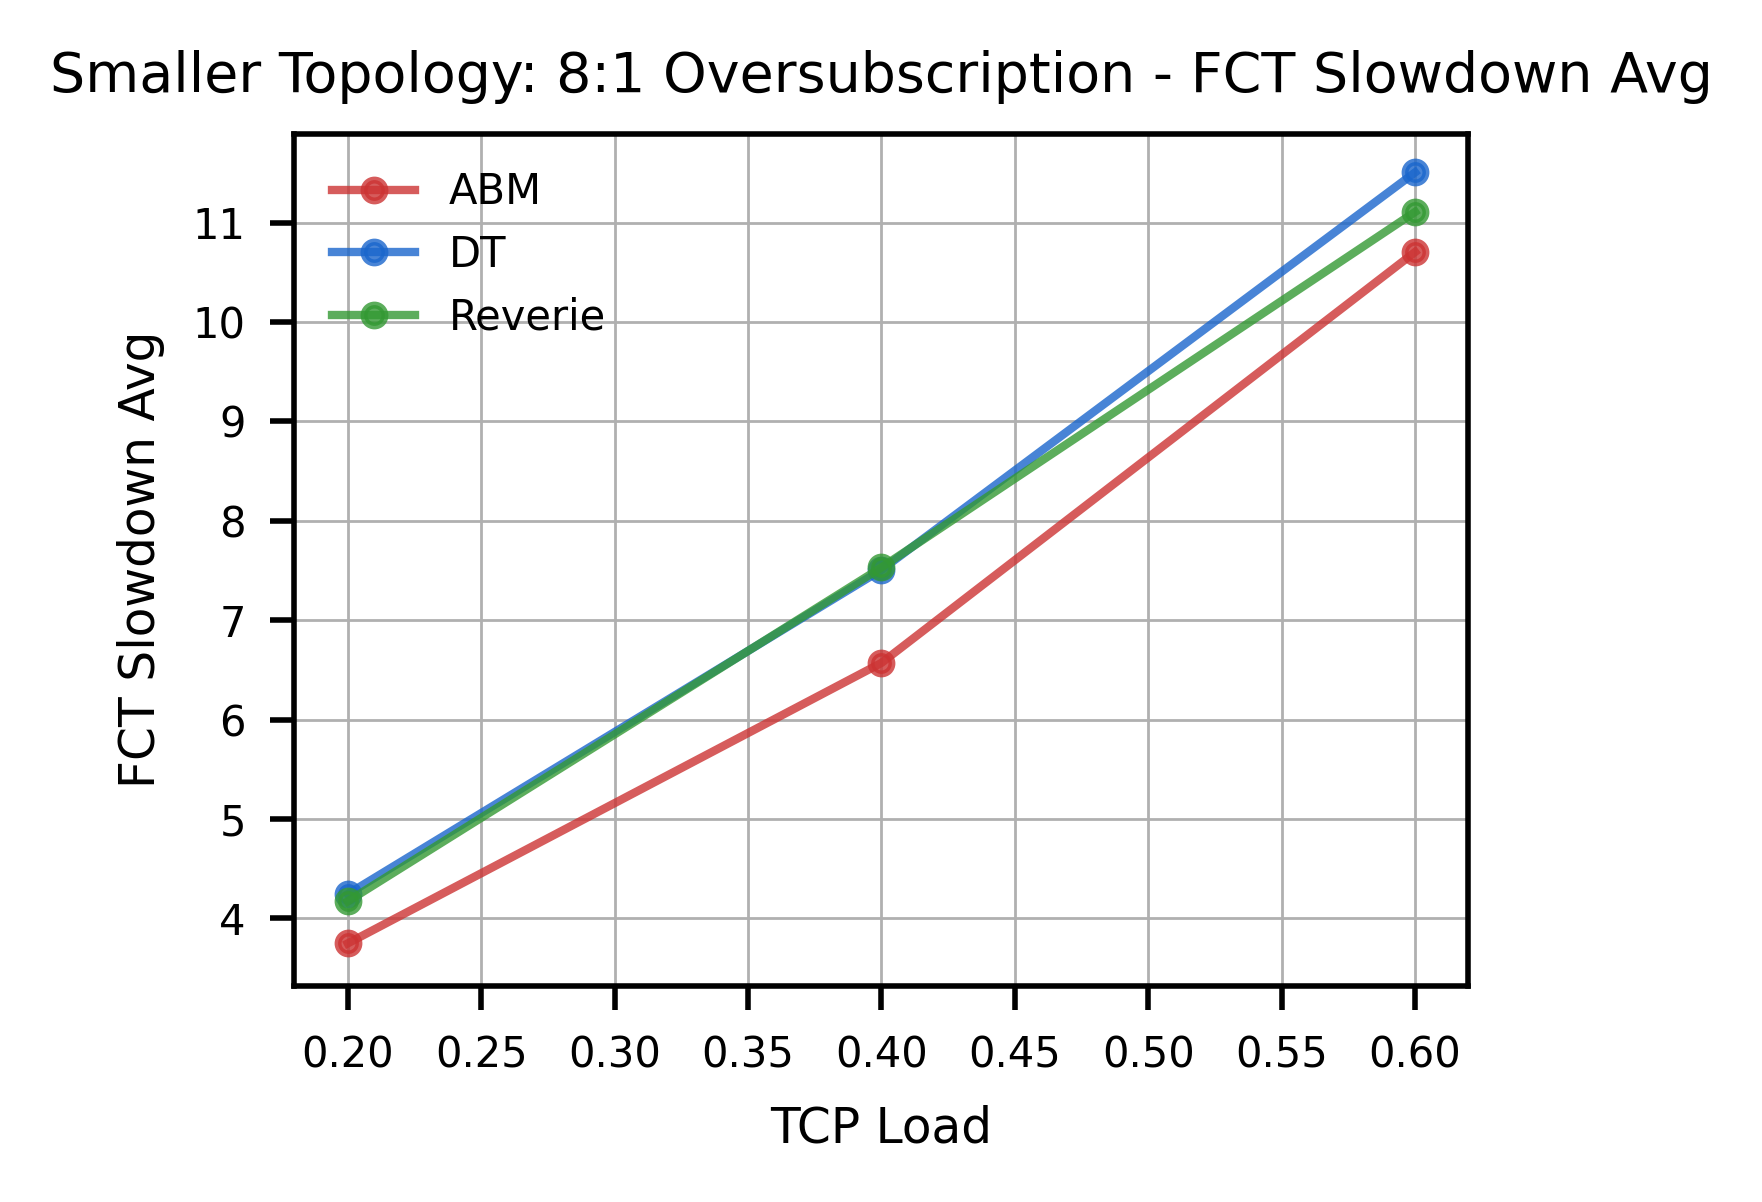 Smaller Topology: 8:1 Oversubscription - FCT Slowdown Avg
ABM
DT
Reverie
11
10
9
8
7
6
5
4
FCT Slowdown Avg
0.20 0.25 0.30 0.35 0.40 0.45 0.50 0.55 0.60
TCP Load